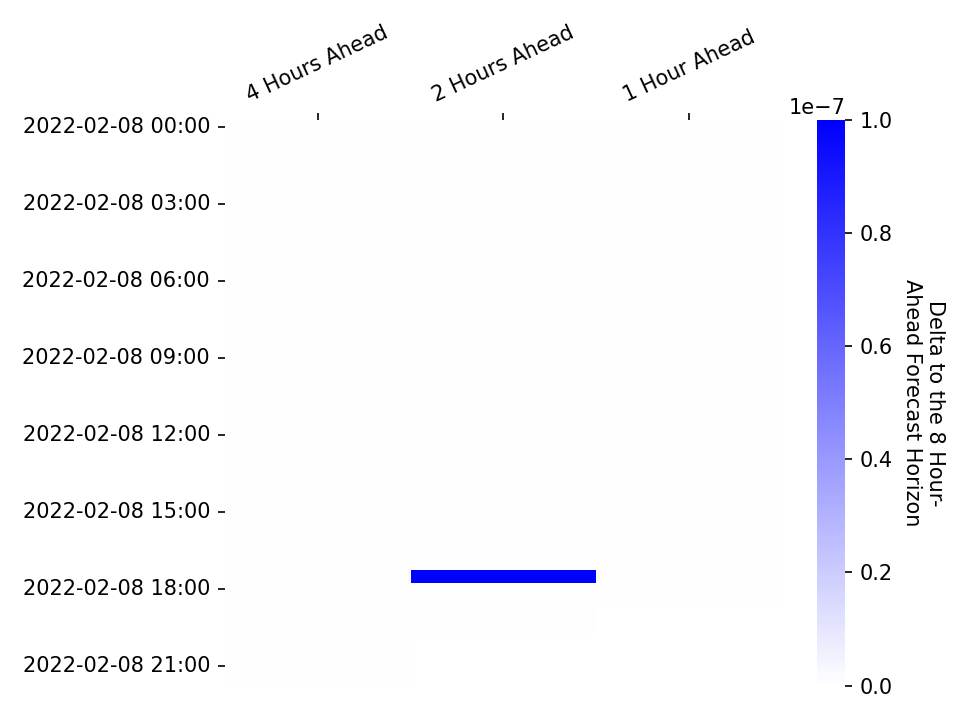 4 Hours Ahead
2 Hours Ahead
1 Hour Ahead
2022-02-08 00:00
2022-02-08 03:00
2022-02-08 06:00
2022-02-08 09:00
2022-02-08 12:00
2022-02-08 15:00
2022-02-08 18:00
2022-02-08 21:00
1e−7
1.0
0.8
0.6
0.4
0.2
0.0
Delta to the 8 Hour-
Ahead Forecast Horizon